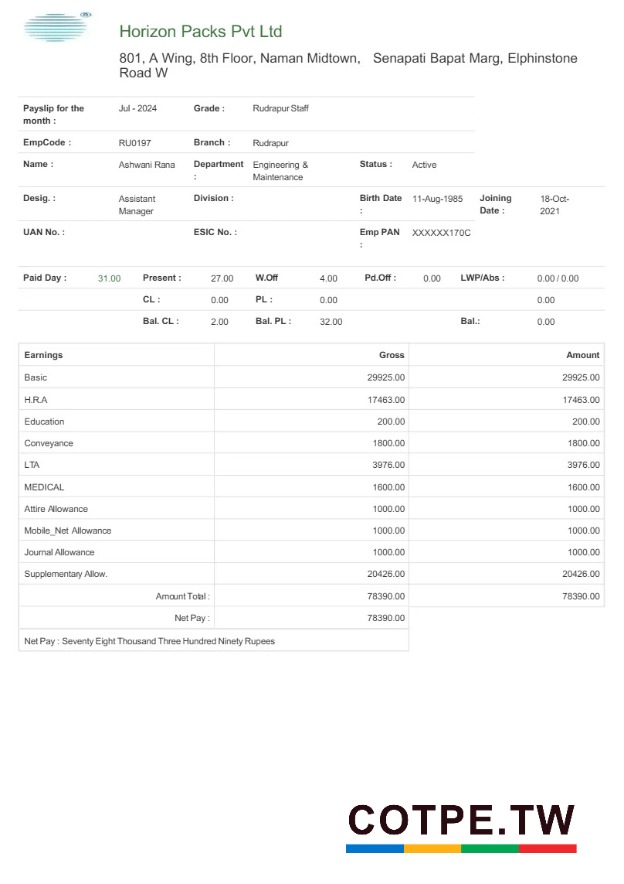 Horizon Packs Pvt Ltd
801, A Wing, 8th Floor, Naman Midtown, Senapati Bapat Marg, Elphinstone
Road W
Payslip for the month : Jul - 2024 Grade : Rudrapur Staff
EmpCode : RU0197 Branch : Rudrapur
Name : Ashwani Rana Department : Engineering & Maintenance Status : Active
Desig. : Assistant Manager Division : Birth Date : 11-Aug-1985 Joining Date : 18-Oct-2021
UAN No. : ESIC No. : Emp PAN : XXXXXX170C
Paid Day : 31.00 Present : 27.00 W.Off 4.00 Pd.Off : 0.00 LWP/Abs : 0.00 / 0.00
CL : 0.00 PL : 0.00 0.00
Bal. CL : 2.00 Bal. PL : 32.00 Bal.: 0.00
Earnings Gross Amount
Basic 29925.00 29925.00
H.R.A 17463.00 17463.00
Education 200.00 200.00
Conveyance 1800.00 1800.00
LTA 3976.00 3976.00
MEDICAL 1600.00 1600.00
Attire Allowance 1000.00 1000.00
Mobile_Net Allowance 1000.00 1000.00
Journal Allowance 1000.00 1000.00
Supplementary Allow. 20426.00 20426.00
Amount Total : 78390.00 78390.00
Net Pay : 78390.00
Net Pay : Seventy Eight Thousand Three Hundred Ninety Rupees
COTPE.TW